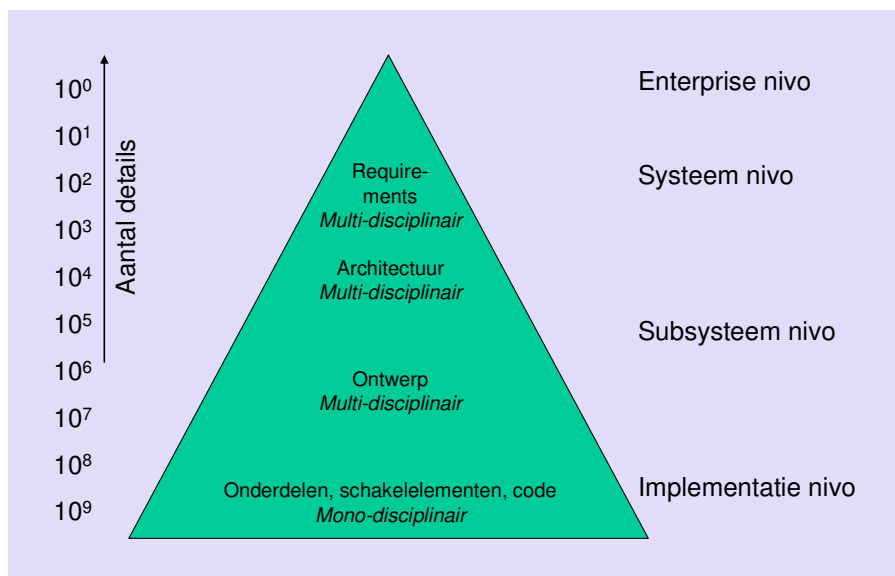 10⁰
10¹
10²
10³
10⁴
10⁵
10⁶
10⁷
10⁸
10⁹
Aantal details
Require-
ments
Multi-disciplinair
Architectuur
Multi-disciplinair
Ontwerp
Multi-disciplinair
Onderdelen, schakelelementen, code
Mono-disciplinair
Enterprise nivo
Systeem nivo
Subsysteem nivo
Implementatie nivo